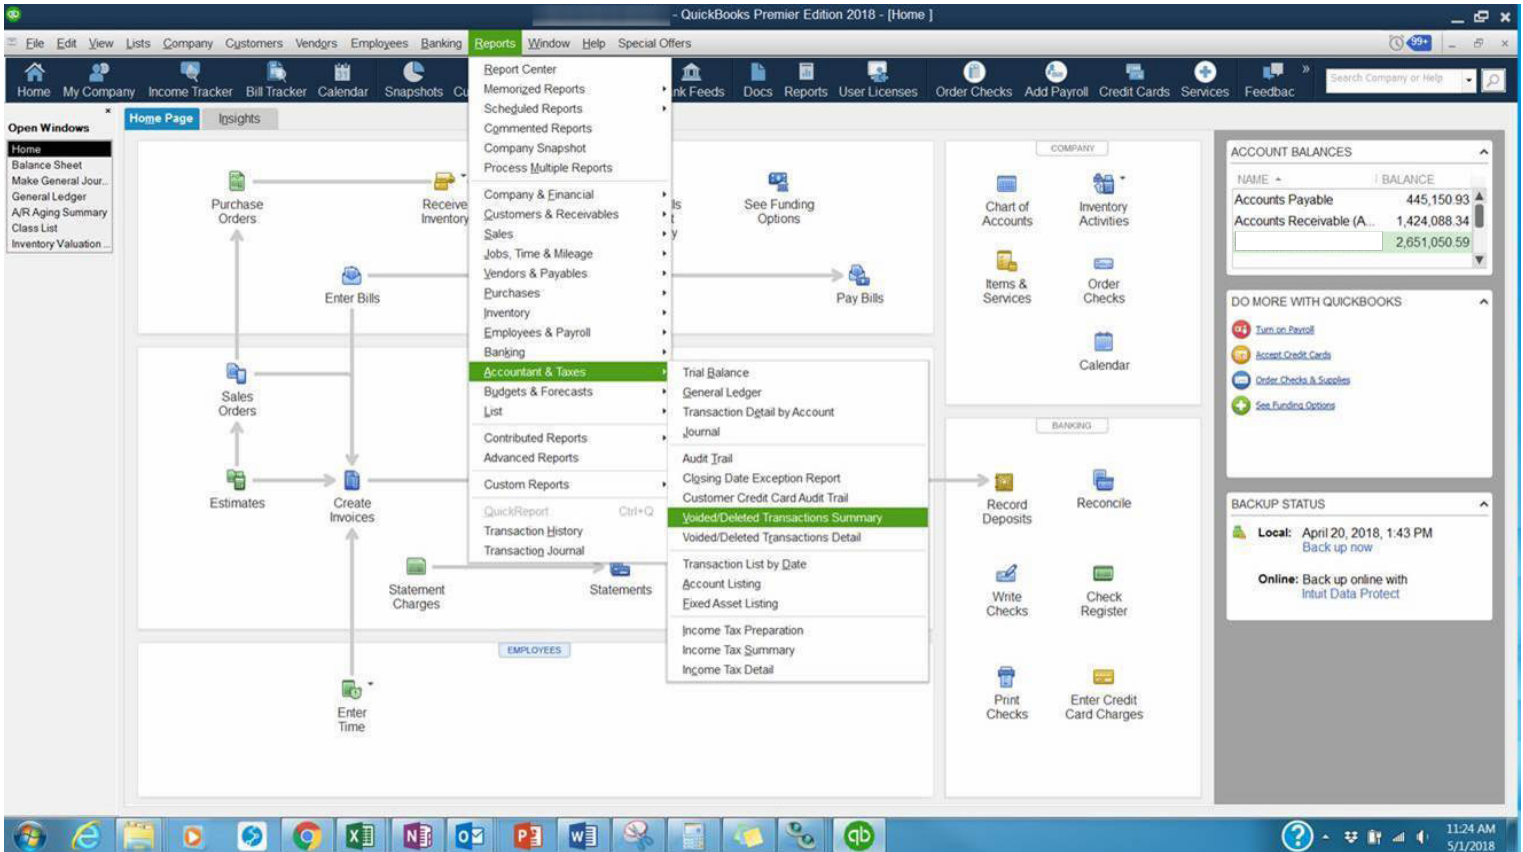 - QuickBooks Premier Edition 2018 - [Home ]
File Edit View Lists Company Customers Vendors Employees Banking Reports Window Help Special Offers
99+
Home My Company Income Tracker Bill Tracker Calendar Snapshots Cu nk Feeds Docs Reports User Licenses Order Checks Add Payroll Credit Cards Services Feedbac
Search Company or Help
Open Windows
Home
Balance Sheet
Make General Jour...
General Ledger
A/R Aging Summary
Class List
Inventory Valuation ...
Home Page Insights
Purchase
Orders
Receive
Inventory
ls
t
y
See Funding
Options
Enter Bills
Pay Bills
Sales
Orders
Estimates
Create
Invoices
Statement
Charges
Statements
EMPLOYEES
Enter
Time
Report Center
Memorized Reports
Scheduled Reports
Commented Reports
Company Snapshot
Process Multiple Reports
Company & Financial
Customers & Receivables
Sales
Jobs, Time & Mileage
Vendors & Payables
Purchases
Inventory
Employees & Payroll
Banking
Accountant & Taxes
Budgets & Forecasts
List
Contributed Reports
Advanced Reports
Custom Reports
QuickReport Ctrl+Q
Transaction History
Transaction Journal
Trial Balance
General Ledger
Transaction Detail by Account
Journal
Audit Trail
Closing Date Exception Report
Customer Credit Card Audit Trail
Voided/Deleted Transactions Summary
Voided/Deleted Transactions Detail
Transaction List by Date
Account Listing
Fixed Asset Listing
Income Tax Preparation
Income Tax Summary
Income Tax Detail
COMPANY
Chart of
Accounts
Inventory
Activities
Items &
Services
Order
Checks
Calendar
BANKING
Record
Deposits
Reconcile
Write
Checks
Check
Register
Print
Checks
Enter Credit
Card Charges
ACCOUNT BALANCES
NAME BALANCE
Accounts Payable 445,150.93
Accounts Receivable (A... 1,424,088.34
2,651,050.59
DO MORE WITH QUICKBOOKS
Turn on Payroll
Accept Credit Cards
Order Checks & Supplies
See Funding Options
BACKUP STATUS
Local: April 20, 2018, 1:43 PM
Back up now
Online: Back up online with
Intuit Data Protect
11:24 AM
5/1/2018